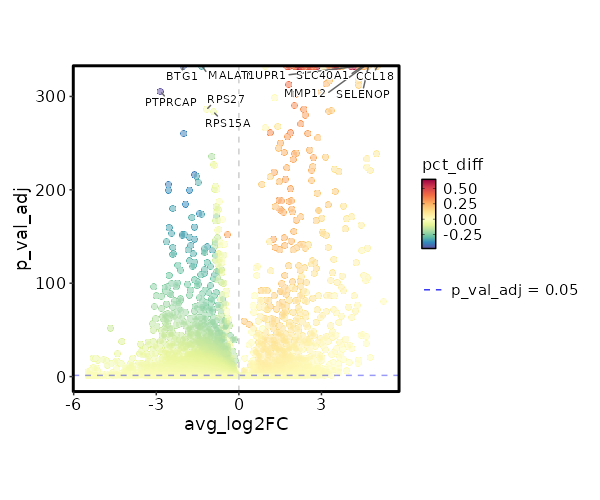 BTG1
MALAT1
NUPR1
SLC40A1
CCL18
PTPRCAP
RPS27
MMP12
SELENOP
RPS15A
300
200
100
0
p_val_adj
-6
-3
0
3
avg_log2FC
pct_diff
0.50
0.25
0.00
-0.25
p_val_adj = 0.05